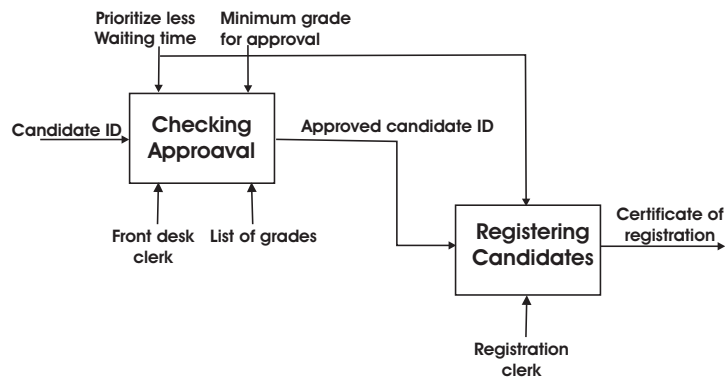 Prioritize less
Waiting time
Minimum grade
for approval
Candidate ID
Checking
Approaval
Approved candidate ID
Front desk
clerk
List of grades
Registering
Candidates
Certificate of
registration
Registration
clerk